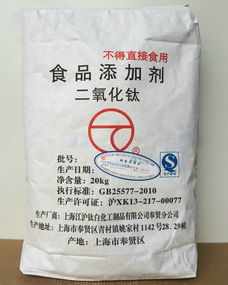 不得直接食用
食品添加剂
二氧化钛
批号:
生产日期:
净含量: 20kg
执行标准: GB25577-2010
生产许可证: 沪XK13-217-00077
生产厂商: 上海江沪钛白化工制品有限公司奉贤分公司
生产地址: 上海市奉贤区青村镇姚家村1142号28.29幢
产地: 上海市奉贤区